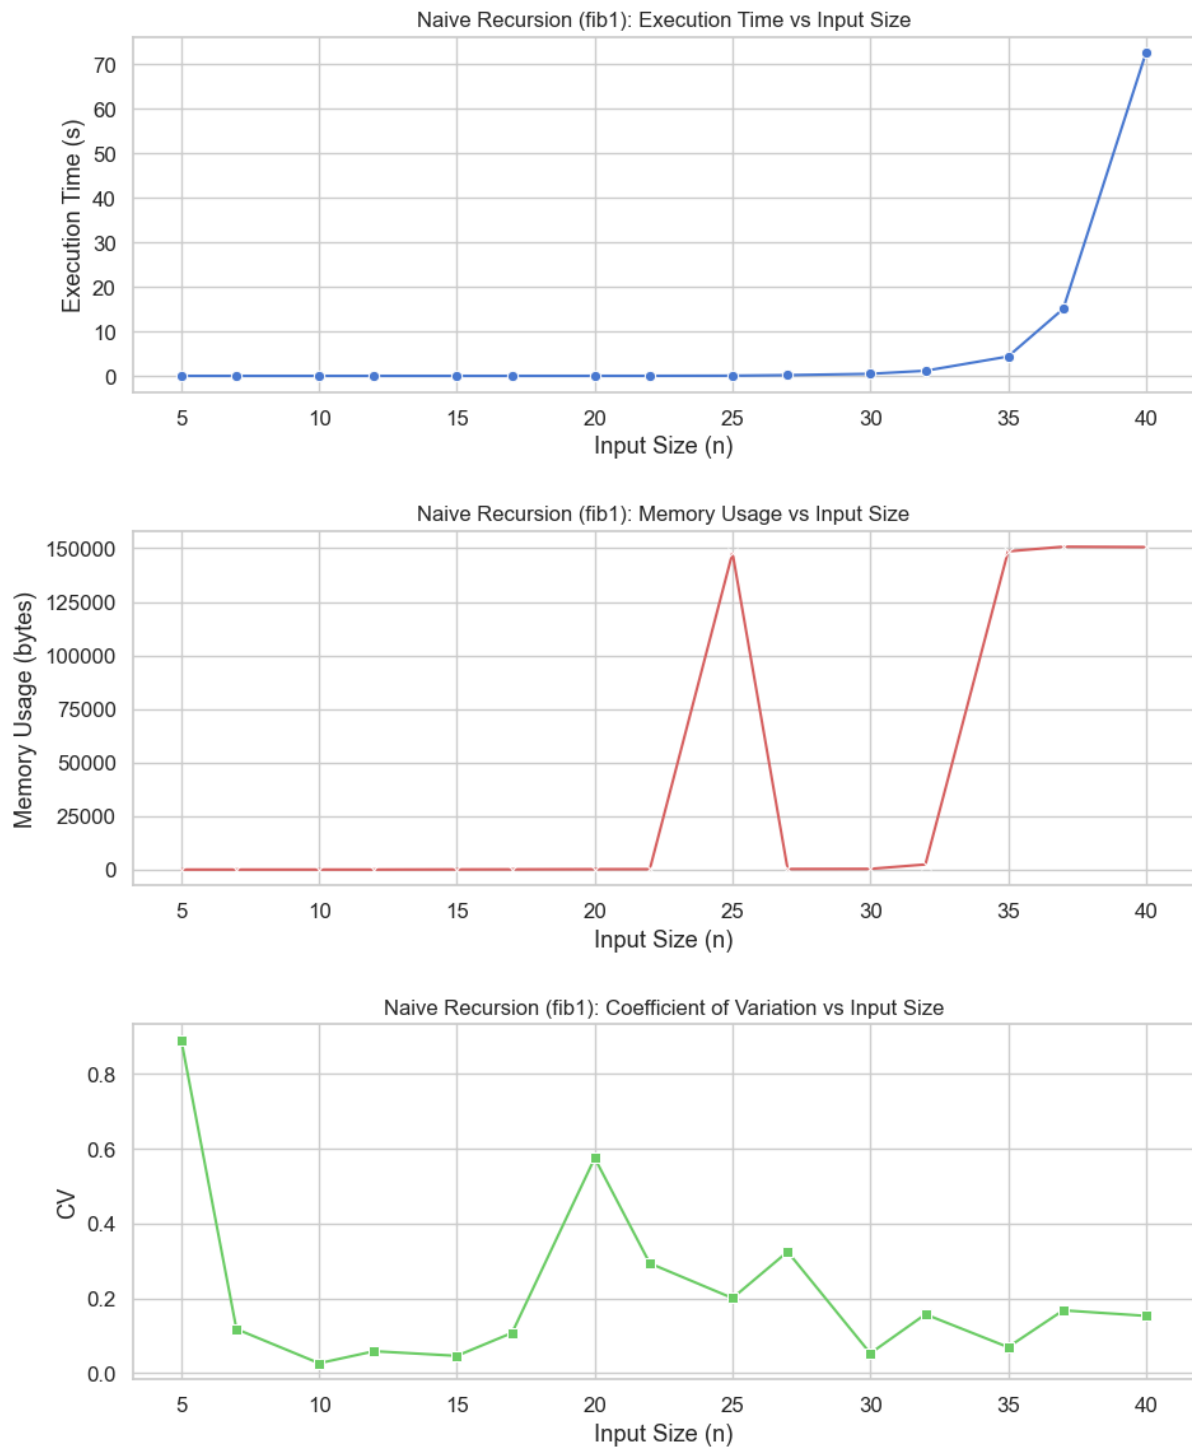 Naive Recursion (fib1): Execution Time vs Input Size
Execution Time (s)
70
60
50
40
30
20
10
0
5 10 15 20 25 30 35 40
Input Size (n)
Naive Recursion (fib1): Memory Usage vs Input Size
Memory Usage (bytes)
150000
125000
100000
75000
50000
25000
0
5 10 15 20 25 30 35 40
Input Size (n)
Naive Recursion (fib1): Coefficient of Variation vs Input Size
CV
0.8
0.6
0.4
0.2
0.0
5 10 15 20 25 30 35 40
Input Size (n)